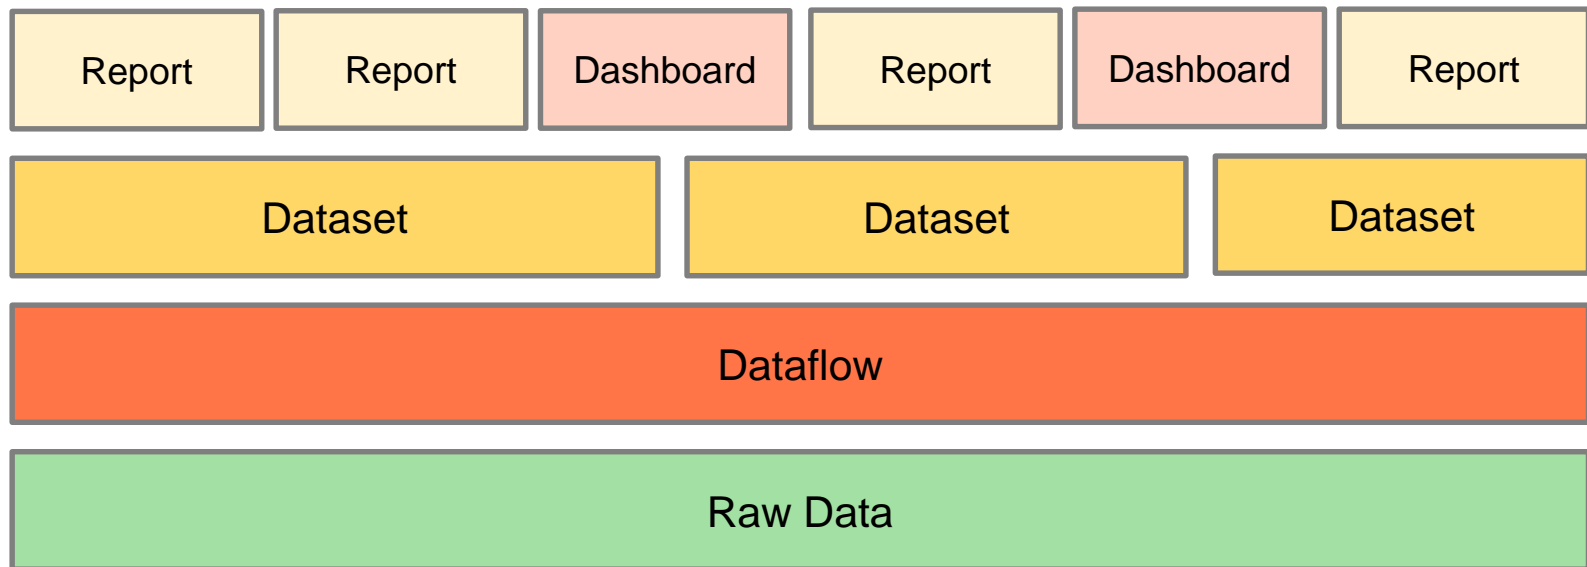 Report
Report
Dashboard
Report
Dashboard
Report
Dataset
Dataset
Dataset
Dataflow
Raw Data